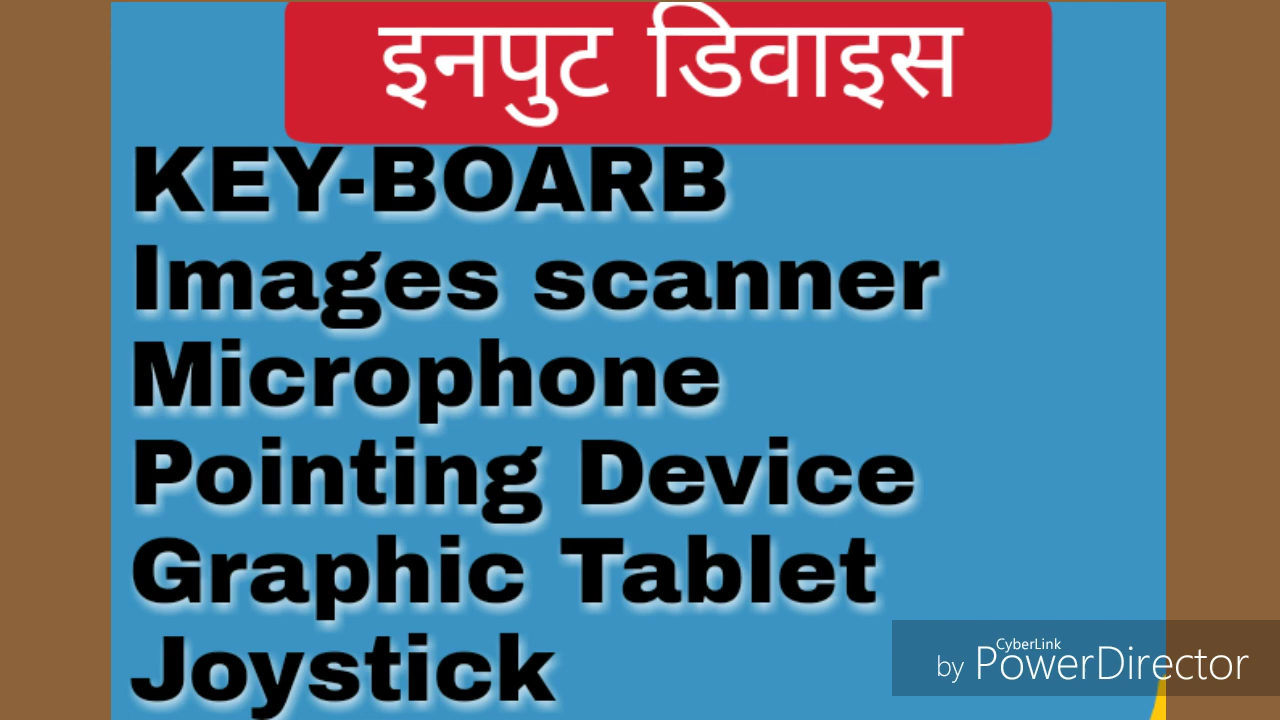 इनपुट डिवाइस
KEY-BOARB
Images scanner
Microphone
Pointing Device
Graphic Tablet
Joystick
CyberLink
by PowerDirector